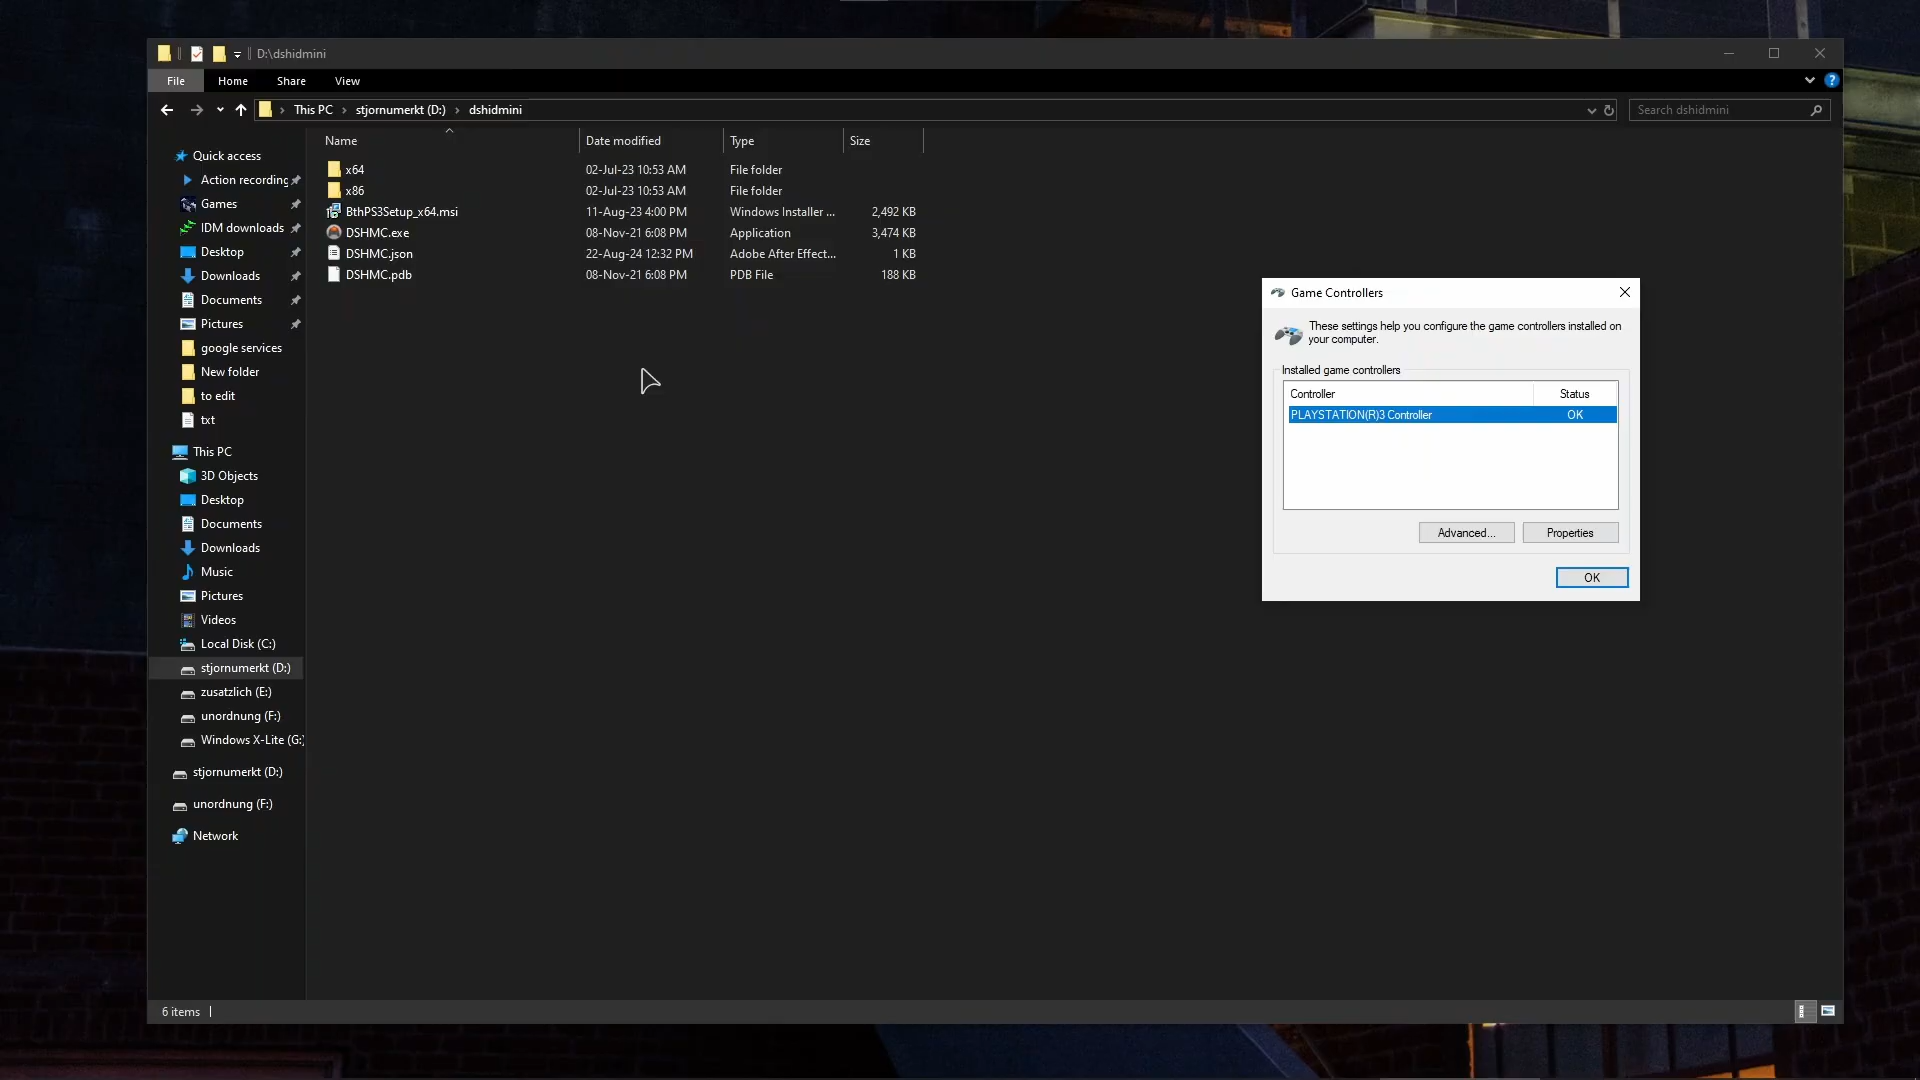 D:\dshidmini
File Home Share View
This PC stjornumerkt (D:) dshidmini
Search dshidmini
Name Date modified Type Size
x64 02-Jul-23 10:53 AM File folder
x86 02-Jul-23 10:53 AM File folder
BthPS3Setup_x64.msi 11-Aug-23 4:00 PM Windows Installer ... 2,492 KB
DSHMC.exe 08-Nov-21 6:08 PM Application 3,474 KB
DSHMC.json 22-Aug-24 12:32 PM Adobe After Effect... 1 KB
DSHMC.pdb 08-Nov-21 6:08 PM PDB File 188 KB
Quick access
Action recording
Games
IDM downloads
Desktop
Downloads
Documents
Pictures
google services
New folder
to edit
txt
This PC
3D Objects
Desktop
Documents
Downloads
Music
Pictures
Videos
Local Disk (C:)
stjornumerkt (D:)
zusatzlich (E:)
unordnung (F:)
Windows X-Lite (G:)
stjornumerkt (D:)
unordnung (F:)
Network
6 items
Game Controllers
These settings help you configure the game controllers installed on
your computer.
Installed game controllers
Controller Status
PLAYSTATION(R)3 Controller OK
Advanced... Properties
OK